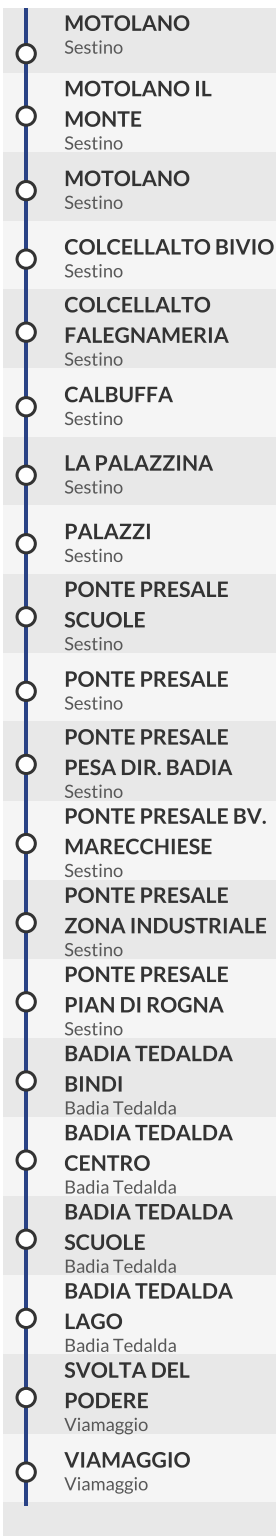 MOTOLANO
Sestino
MOTOLANO IL
MONTE
Sestino
MOTOLANO
Sestino
COLCELLALTO BIVIO
Sestino
COLCELLALTO
FALEGNAMERIA
Sestino
CALBUFFA
Sestino
LA PALAZZINA
Sestino
PALAZZI
Sestino
PONTE PRESALE
SCUOLE
Sestino
PONTE PRESALE
Sestino
PONTE PRESALE
PESA DIR. BADIA
Sestino
PONTE PRESALE BV.
MARECCHIESE
Sestino
PONTE PRESALE
ZONA INDUSTRIALE
Sestino
PONTE PRESALE
PIAN DI ROGNA
Sestino
BADIA TEDALDA
BINDI
Badia Tedalda
BADIA TEDALDA
CENTRO
Badia Tedalda
BADIA TEDALDA
SCUOLE
Badia Tedalda
BADIA TEDALDA
LAGO
Badia Tedalda
SVOLTA DEL
PODERE
Viamaggio
VIAMAGGIO
Viamaggio